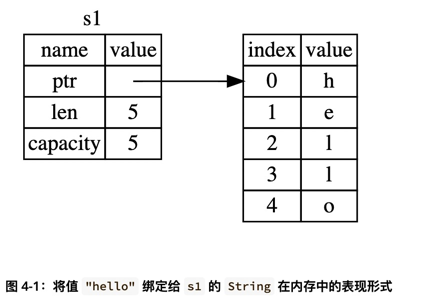 s1
name value
ptr
len 5
capacity 5
index value
0 h
1 e
2 l
3 l
4 o
图 4-1：将值 "hello" 绑定给 s1 的 String 在内存中的表现形式